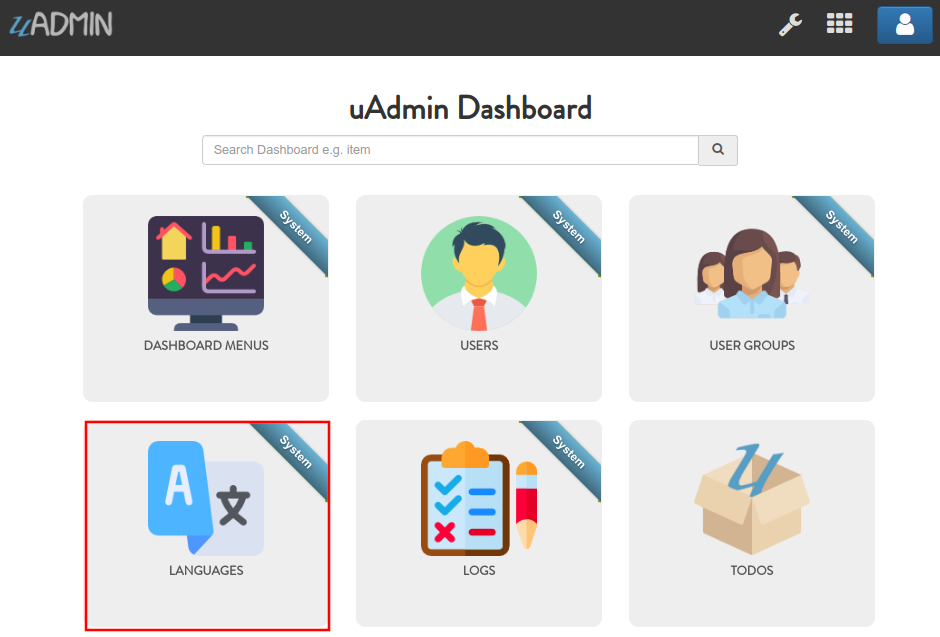 uADMIN
uAdmin Dashboard
Search Dashboard e.g. item
System
System
System
DASHBOARD MENUS
USERS
USER GROUPS
System
System
A
文
u
LANGUAGES
LOGS
TODOS